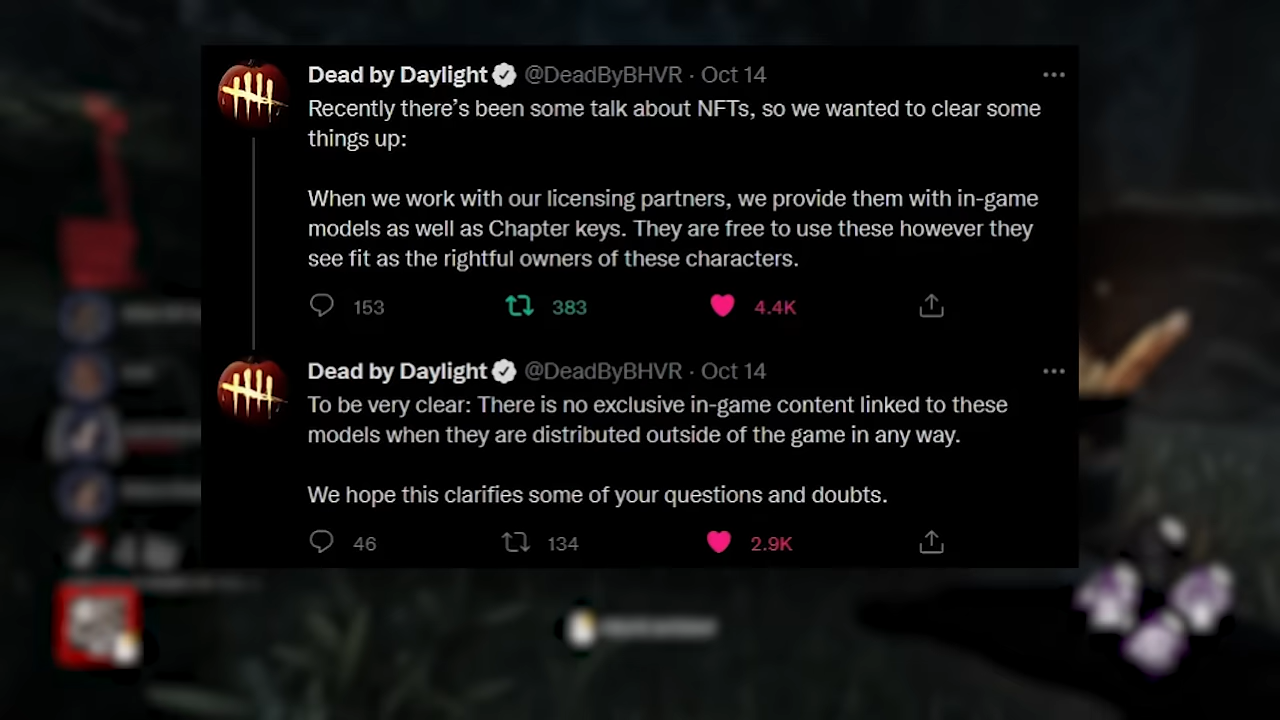 Dead by Daylight @DeadByBHVR · Oct 14
Recently there’s been some talk about NFTs, so we wanted to clear some
things up:
When we work with our licensing partners, we provide them with in-game
models as well as Chapter keys. They are free to use these however they
see fit as the rightful owners of these characters.
153 383 4.4K
Dead by Daylight @DeadByBHVR · Oct 14
To be very clear: There is no exclusive in-game content linked to these
models when they are distributed outside of the game in any way.
We hope this clarifies some of your questions and doubts.
46 134 2.9K